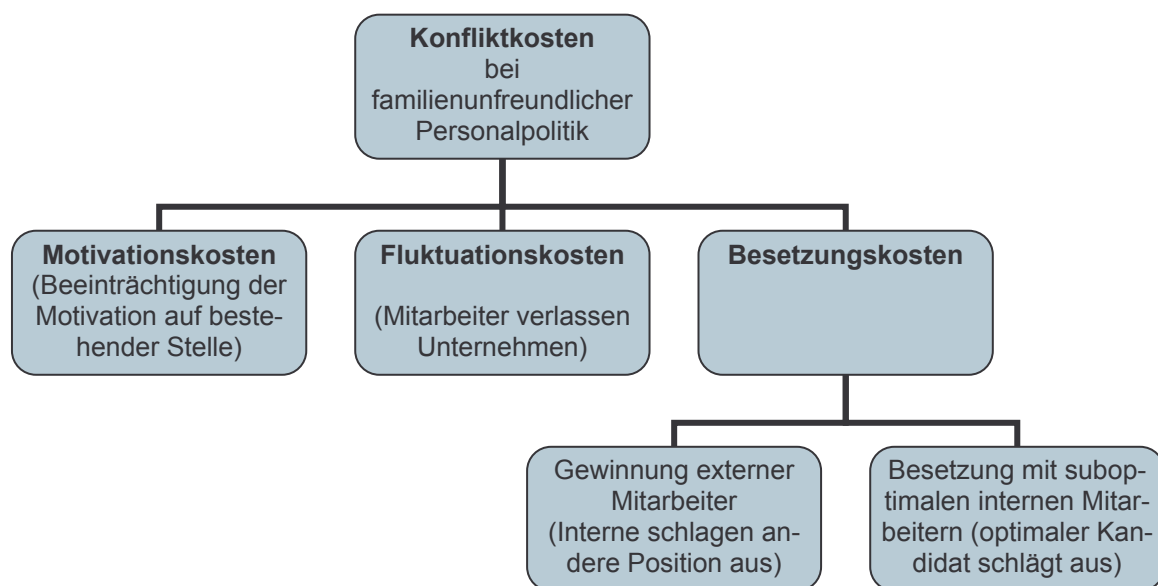 Konfliktkosten
bei
familienunfreundlicher
Personalpolitik
Motivationskosten
(Beeinträchtigung der
Motivation auf beste-
hender Stelle)
Fluktuationskosten
(Mitarbeiter verlassen
Unternehmen)
Besetzungskosten
Gewinnung externer
Mitarbeiter
(Interne schlagen an-
dere Position aus)
Besetzung mit subop-
timalen internen Mitar-
beitern (optimaler Kan-
didat schlägt aus)